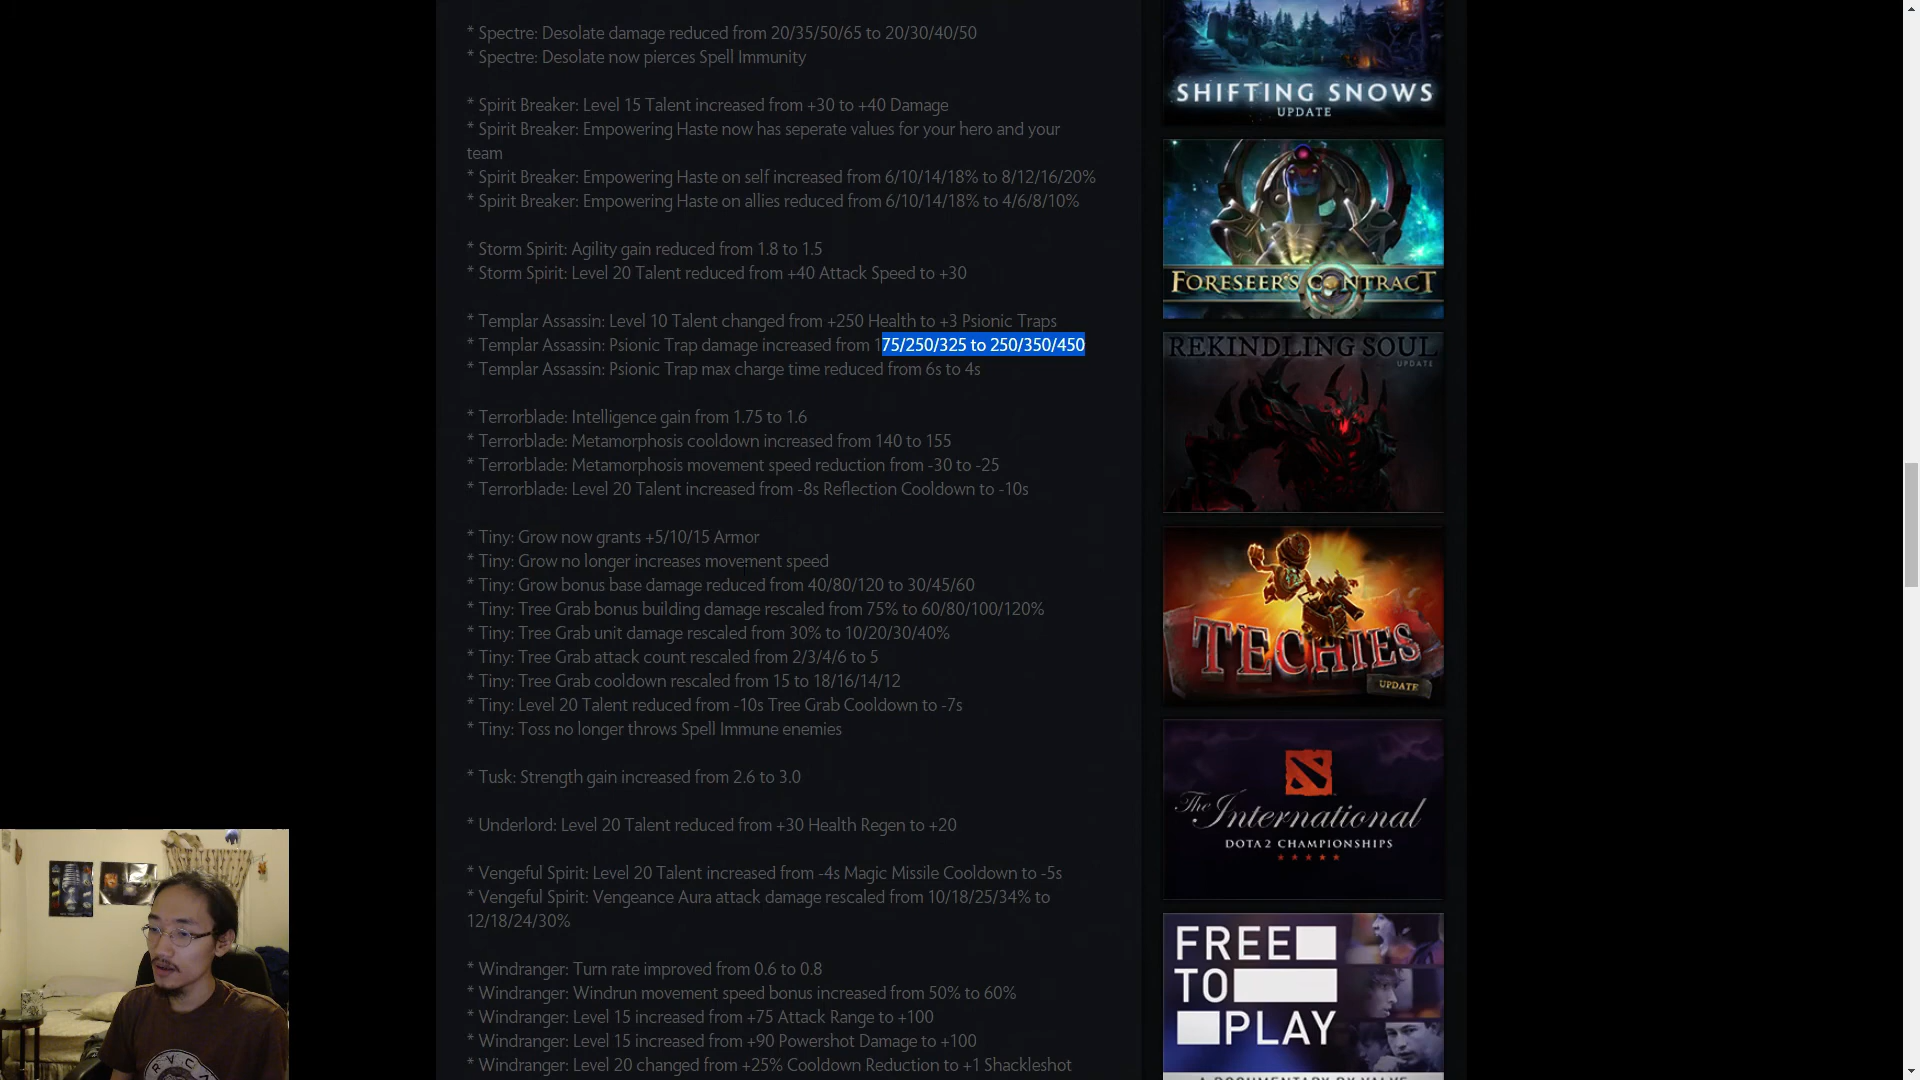 * Spectre: Desolate damage reduced from 20/35/50/65 to 20/30/40/50
* Spectre: Desolate now pierces Spell Immunity
* Spirit Breaker: Level 15 Talent increased from +30 to +40 Damage
* Spirit Breaker: Empowering Haste now has seperate values for your hero and your
team
* Spirit Breaker: Empowering Haste on self increased from 6/10/14/18% to 8/12/16/20%
* Spirit Breaker: Empowering Haste on allies reduced from 6/10/14/18% to 4/6/8/10%
* Storm Spirit: Agility gain reduced from 1.8 to 1.5
* Storm Spirit: Level 20 Talent reduced from +40 Attack Speed to +30
* Templar Assassin: Level 10 Talent changed from +250 Health to +3 Psionic Traps
* Templar Assassin: Psionic Trap damage increased from 175/250/325 to 250/350/450
* Templar Assassin: Psionic Trap max charge time reduced from 6s to 4s
* Terrorblade: Intelligence gain from 1.75 to 1.6
* Terrorblade: Metamorphosis cooldown increased from 140 to 155
* Terrorblade: Metamorphosis movement speed reduction from -30 to -25
* Terrorblade: Level 20 Talent increased from -8s Reflection Cooldown to -10s
* Tiny: Grow now grants +5/10/15 Armor
* Tiny: Grow no longer increases movement speed
* Tiny: Grow bonus base damage reduced from 40/80/120 to 30/45/60
* Tiny: Tree Grab bonus building damage rescaled from 75% to 60/80/100/120%
* Tiny: Tree Grab unit damage rescaled from 30% to 10/20/30/40%
* Tiny: Tree Grab attack count rescaled from 2/3/4/6 to 5
* Tiny: Tree Grab cooldown rescaled from 15 to 18/16/14/12
* Tiny: Level 20 Talent reduced from -10s Tree Grab Cooldown to -7s
* Tiny: Toss no longer throws Spell Immune enemies
* Tusk: Strength gain increased from 2.6 to 3.0
* Underlord: Level 20 Talent reduced from +30 Health Regen to +20
* Vengeful Spirit: Level 20 Talent increased from -4s Magic Missile Cooldown to -5s
* Vengeful Spirit: Vengeance Aura attack damage rescaled from 10/18/25/34% to
12/18/24/30%
* Windranger: Turn rate improved from 0.6 to 0.8
* Windranger: Windrun movement speed bonus increased from 50% to 60%
* Windranger: Level 15 increased from +75 Attack Range to +100
* Windranger: Level 15 increased from +90 Powershot Damage to +100
* Windranger: Level 20 changed from +25% Cooldown Reduction to +1 Shackleshot
SHIFTING SNOWS
UPDATE
FORESEER'S CONTRACT
REKINDLING SOUL
UPDATE
TECHIES
UPDATE
The International
DOTA 2 CHAMPIONSHIPS
FREE
TO
PLAY
A DOCUMENTARY BY VALVE